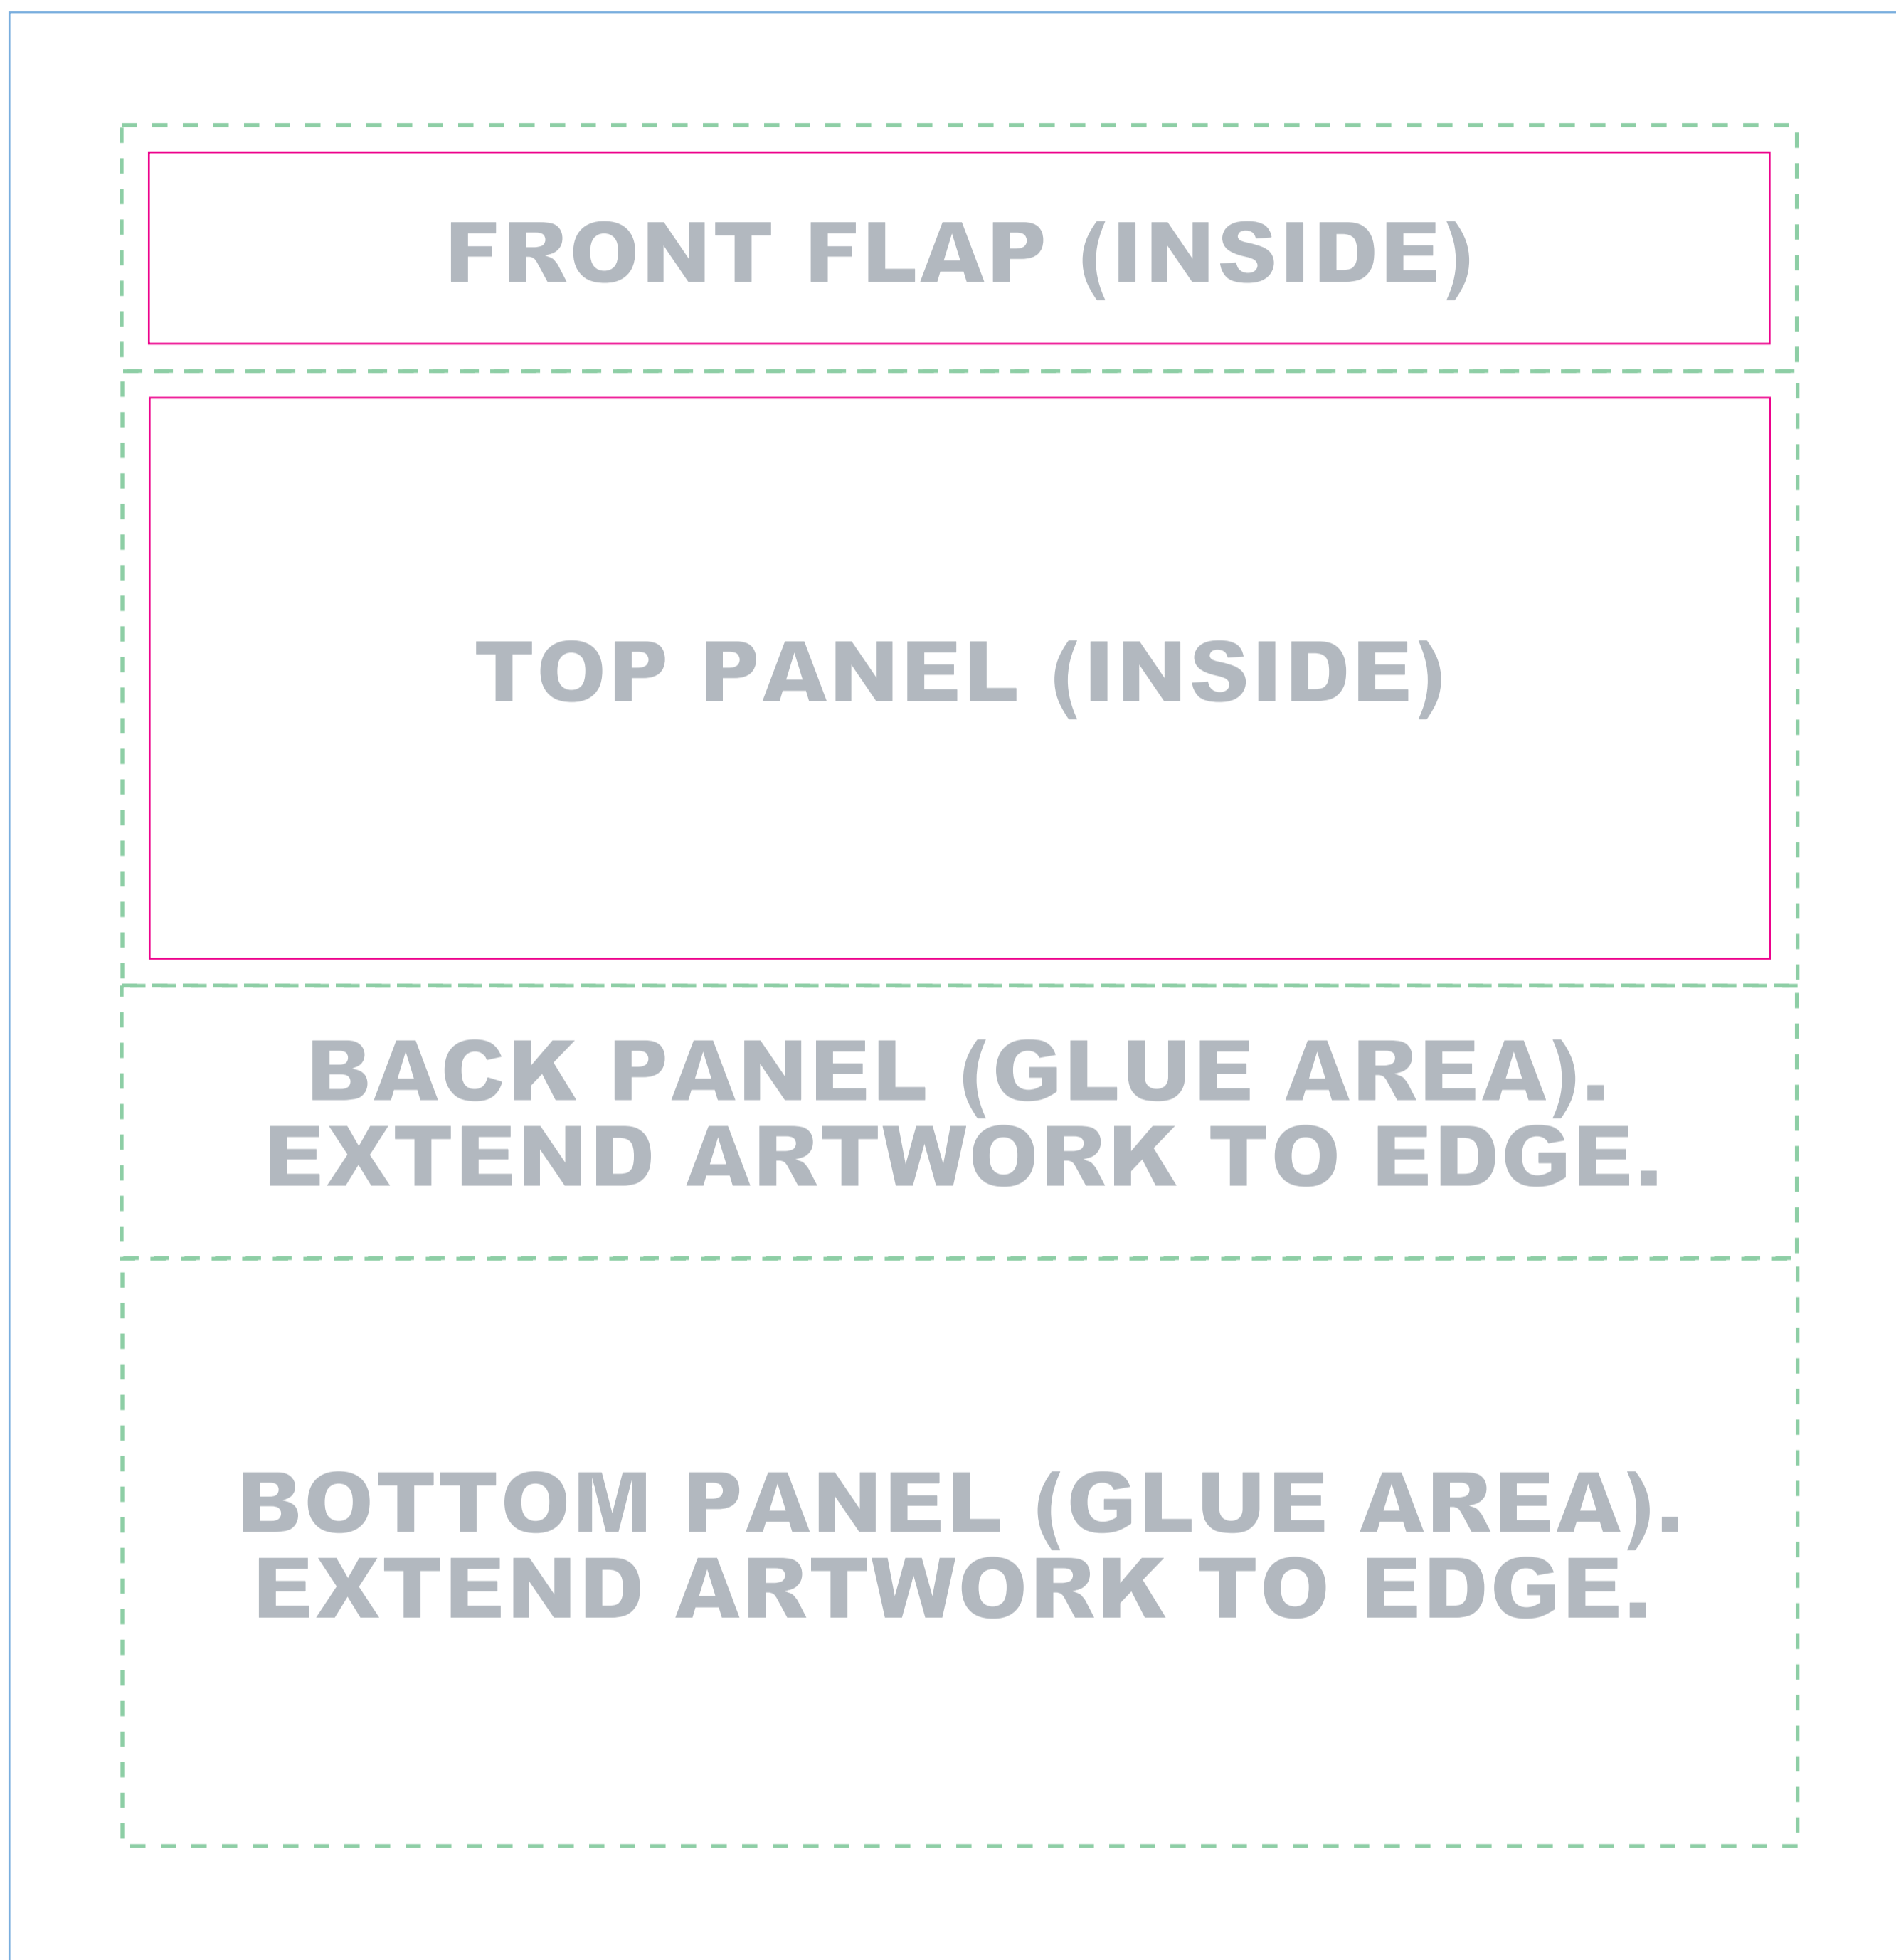 FRONT FLAP (INSIDE)
TOP PANEL (INSIDE)
BACK PANEL (GLUE AREA).
EXTEND ARTWORK TO EDGE.
BOTTOM PANEL (GLUE AREA).
EXTEND ARTWORK TO EDGE.